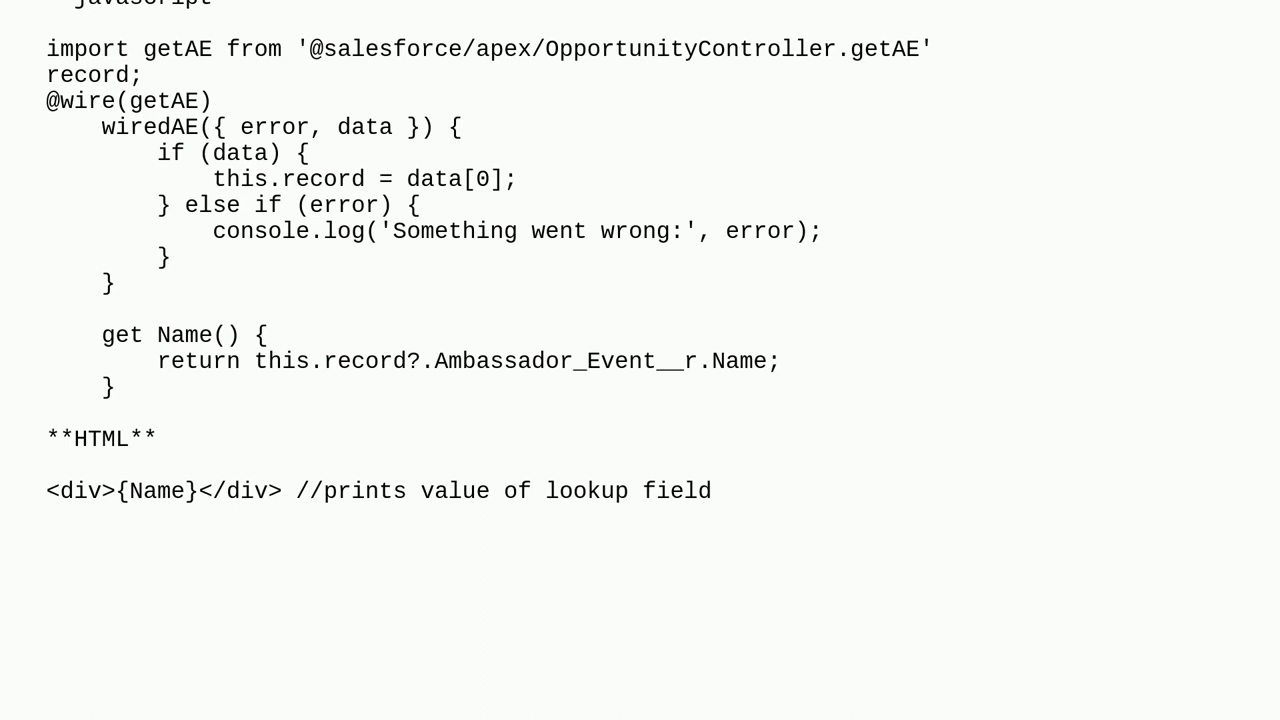 javascript
import getAE from '@salesforce/apex/OpportunityController.getAE'
record;
@wire(getAE)
    wiredAE({ error, data }) {
        if (data) {
            this.record = data[0];
        } else if (error) {
            console.log('Something went wrong:', error);
        }
    }

    get Name() {
        return this.record?.Ambassador_Event__r.Name;
    }

**HTML**

<div>{Name}</div> //prints value of lookup field